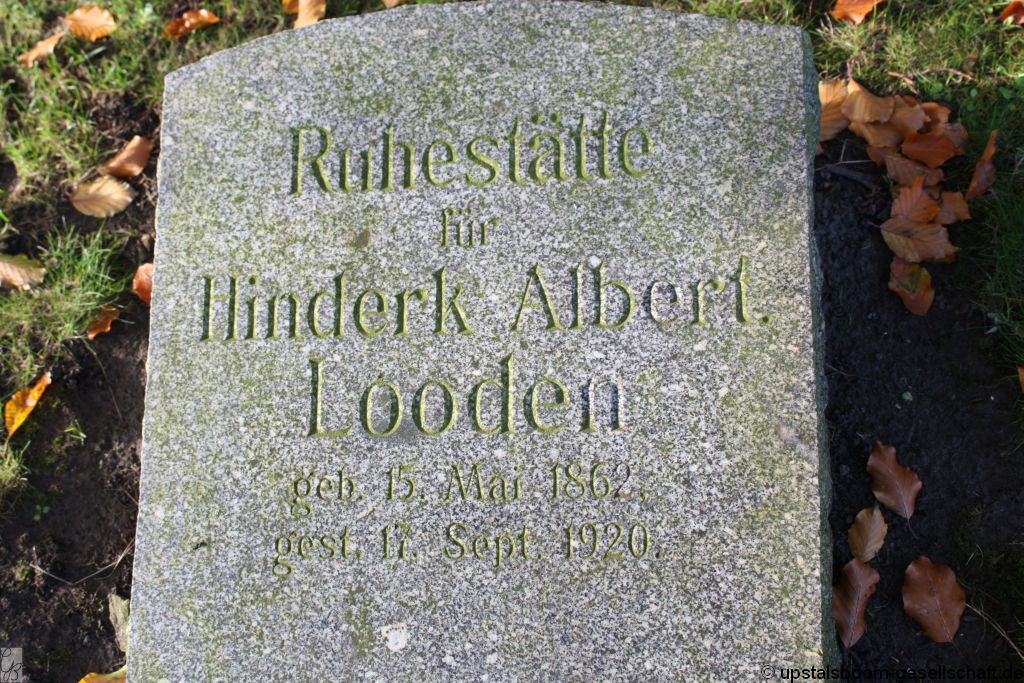 Ruhestätte
für
Hinderk Albert.
Looden
geb. 15. Mai 1862,
gest. 17. Sept. 1920.
© upstalsboom-gesellschaft.de